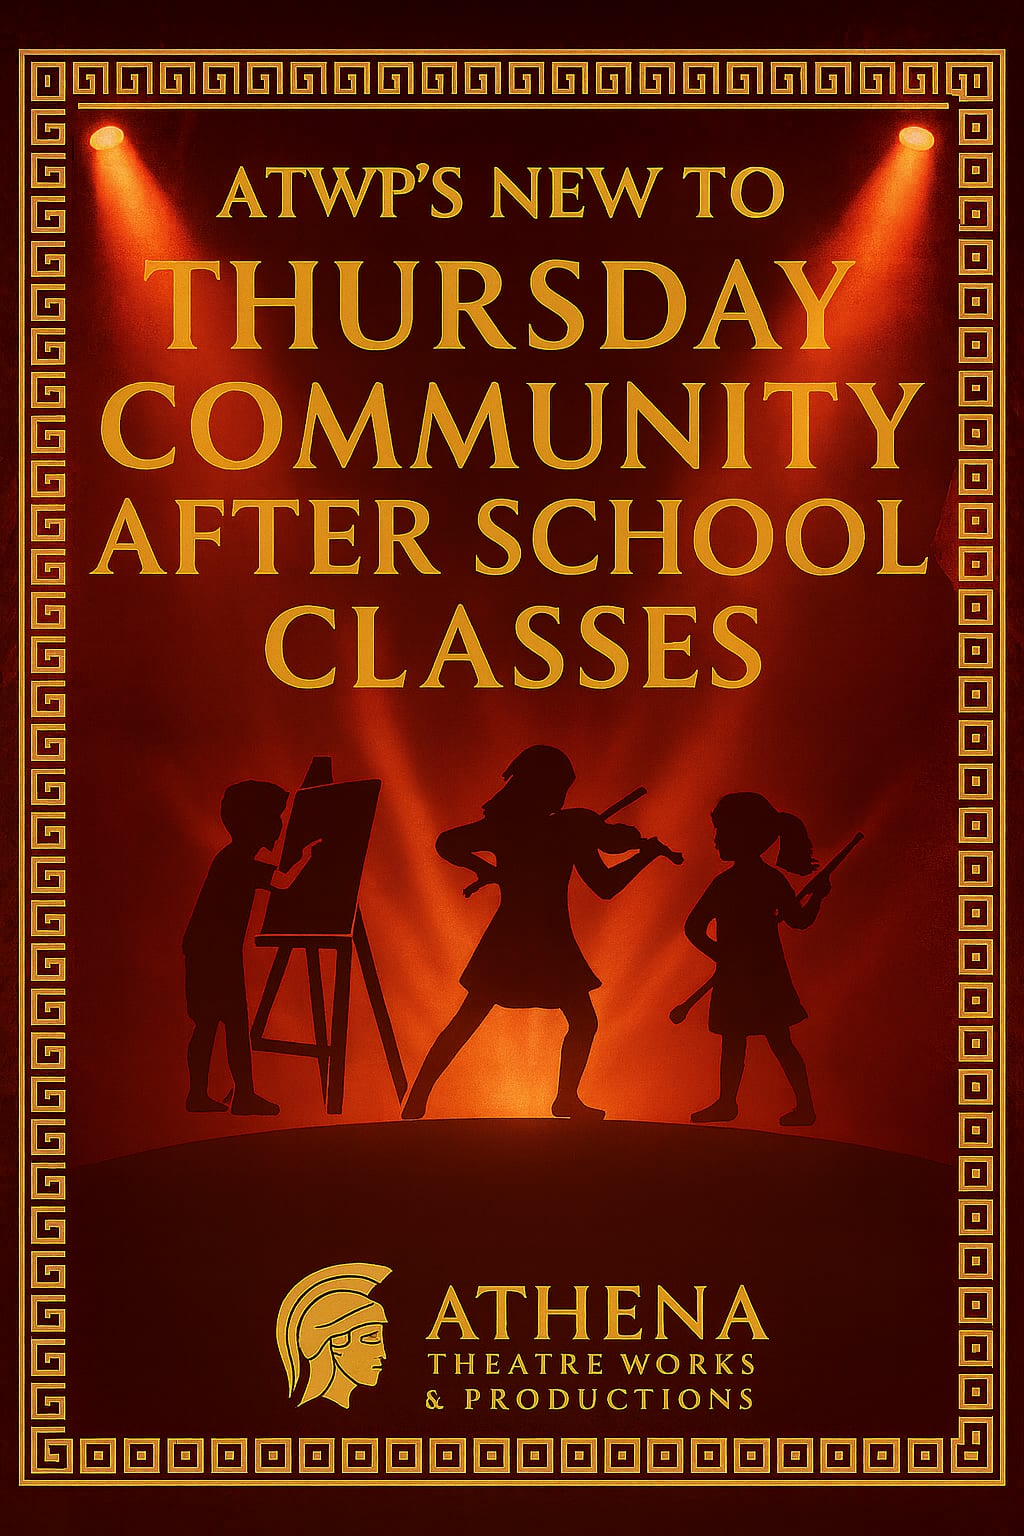 ATWP'S NEW TO
THURSDAY
COMMUNITY
AFTER SCHOOL
CLASSES
ATHENA
THEATRE WORKS
& PRODUCTIONS